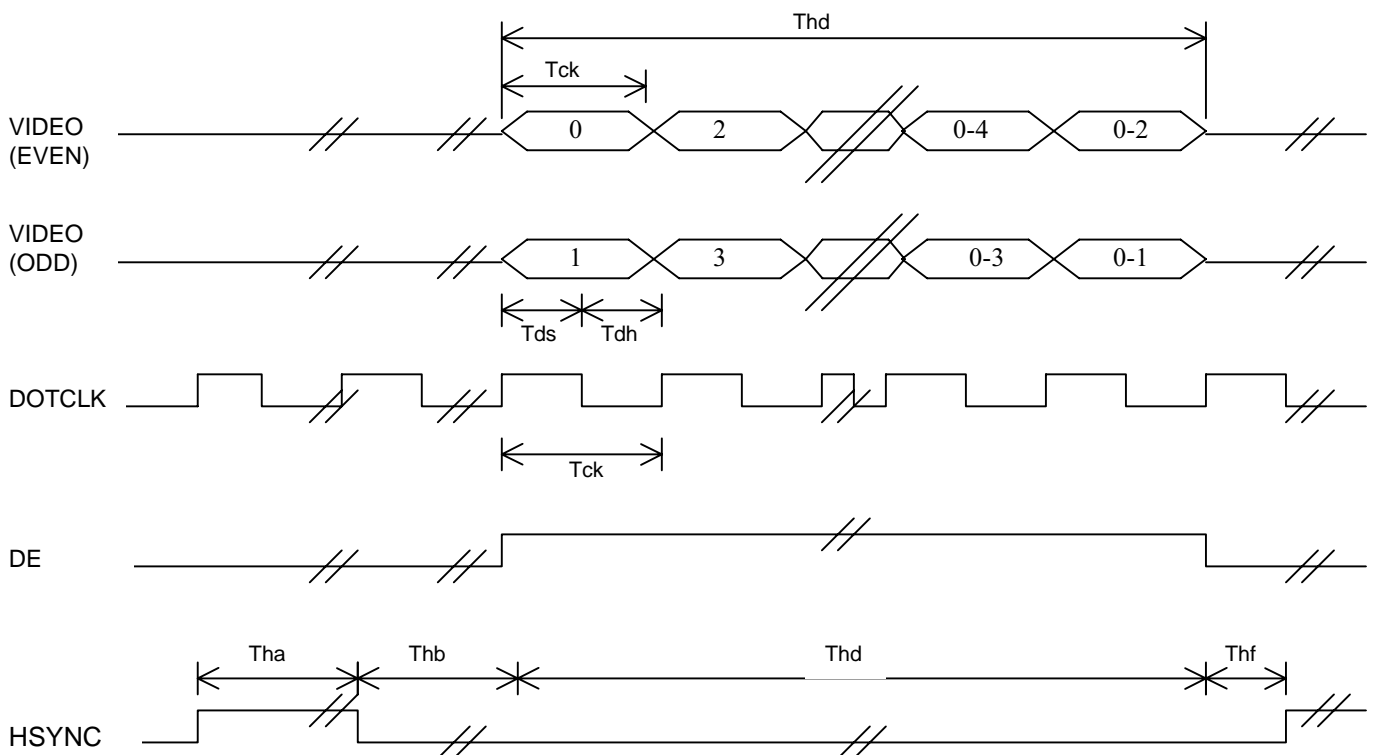 Thd
Tck
VIDEO
(EVEN)
0 2 0-4 0-2
VIDEO
(ODD)
1 3 0-3 0-1
Tds Tdh
DOTCLK
Tck
DE
Tha Thb Thd Thf
HSYNC